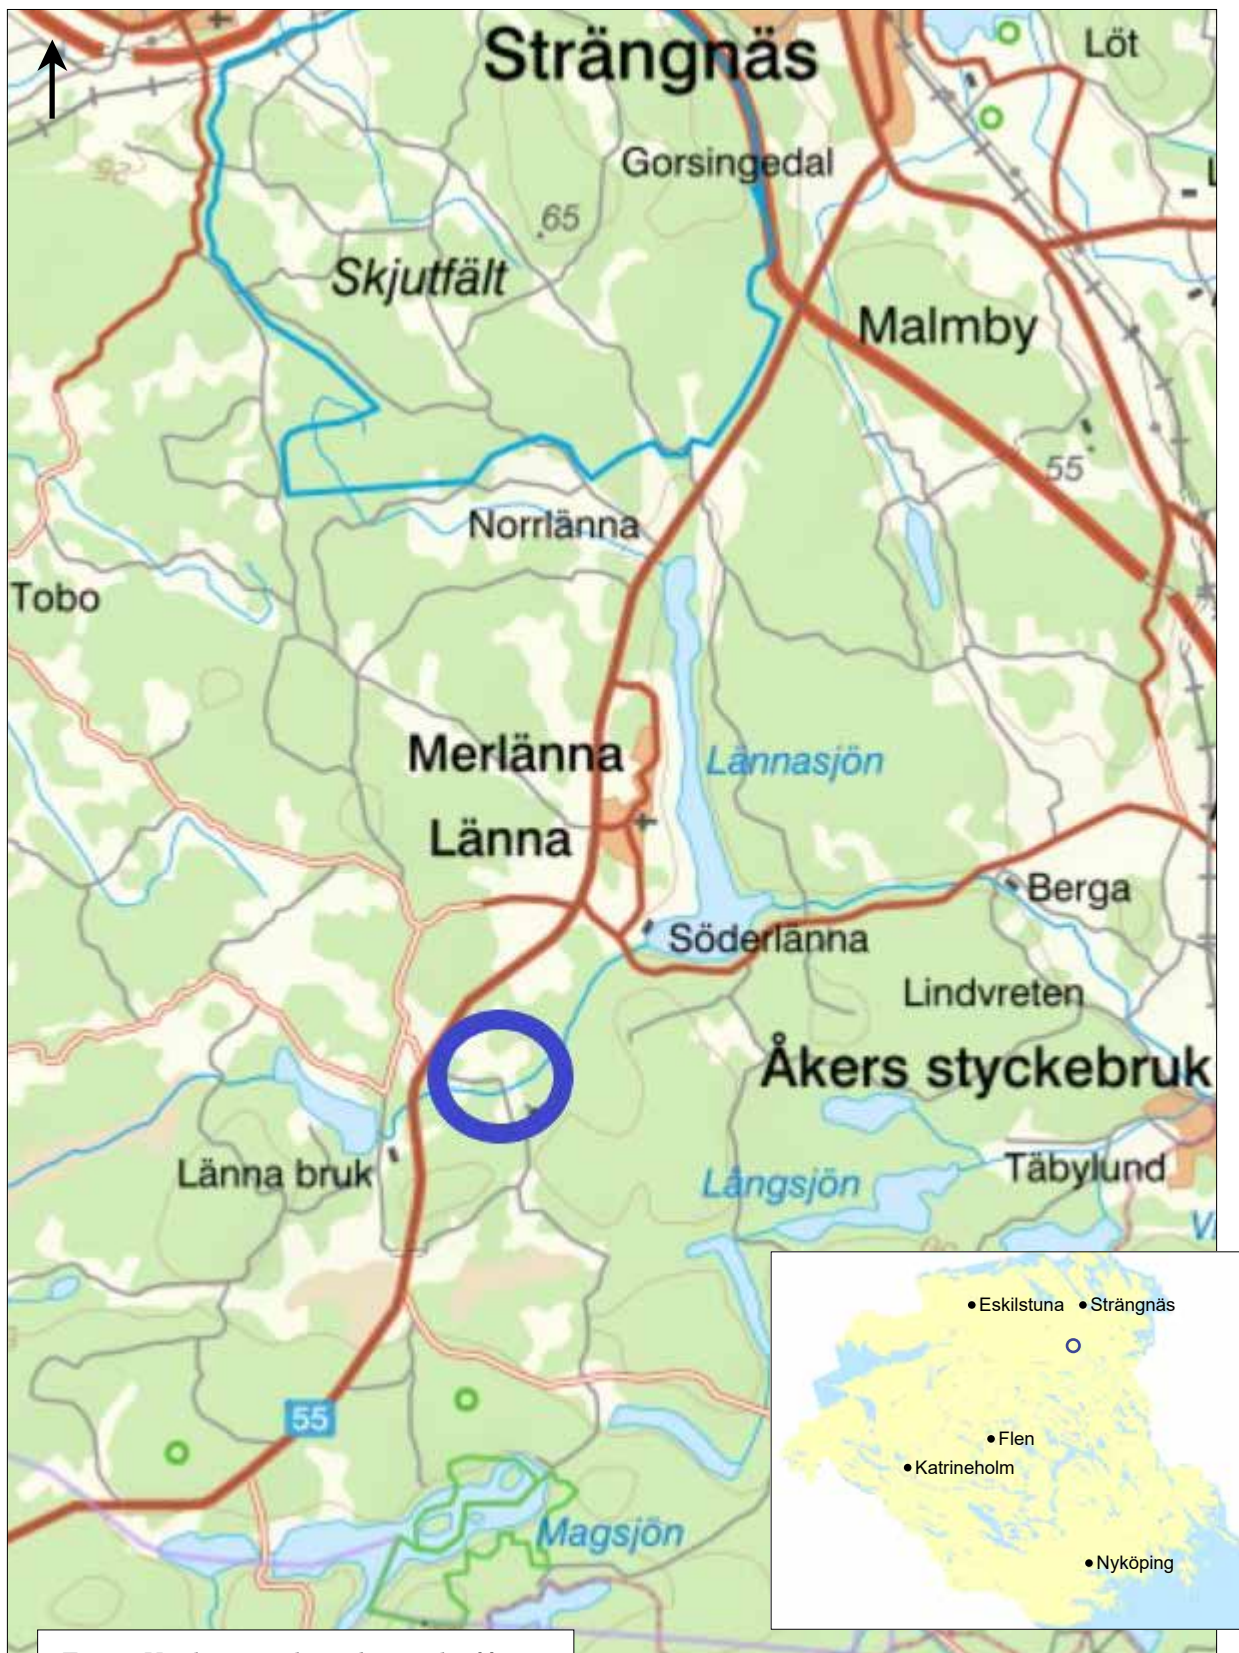 Strängnäs
Löt
Gorsingedal
65
Skjutfält
Malmby
55
Norrlänna
Tobo
Merlänna
Lännasjön
Länna
Berga
Söderlänna
Lindvreten
Åkers styckebruk
Länna bruk
Långsjön
Täbylund
Eskilstuna
Strängnäs
55
Flen
Katrineholm
Magsjön
Nyköping